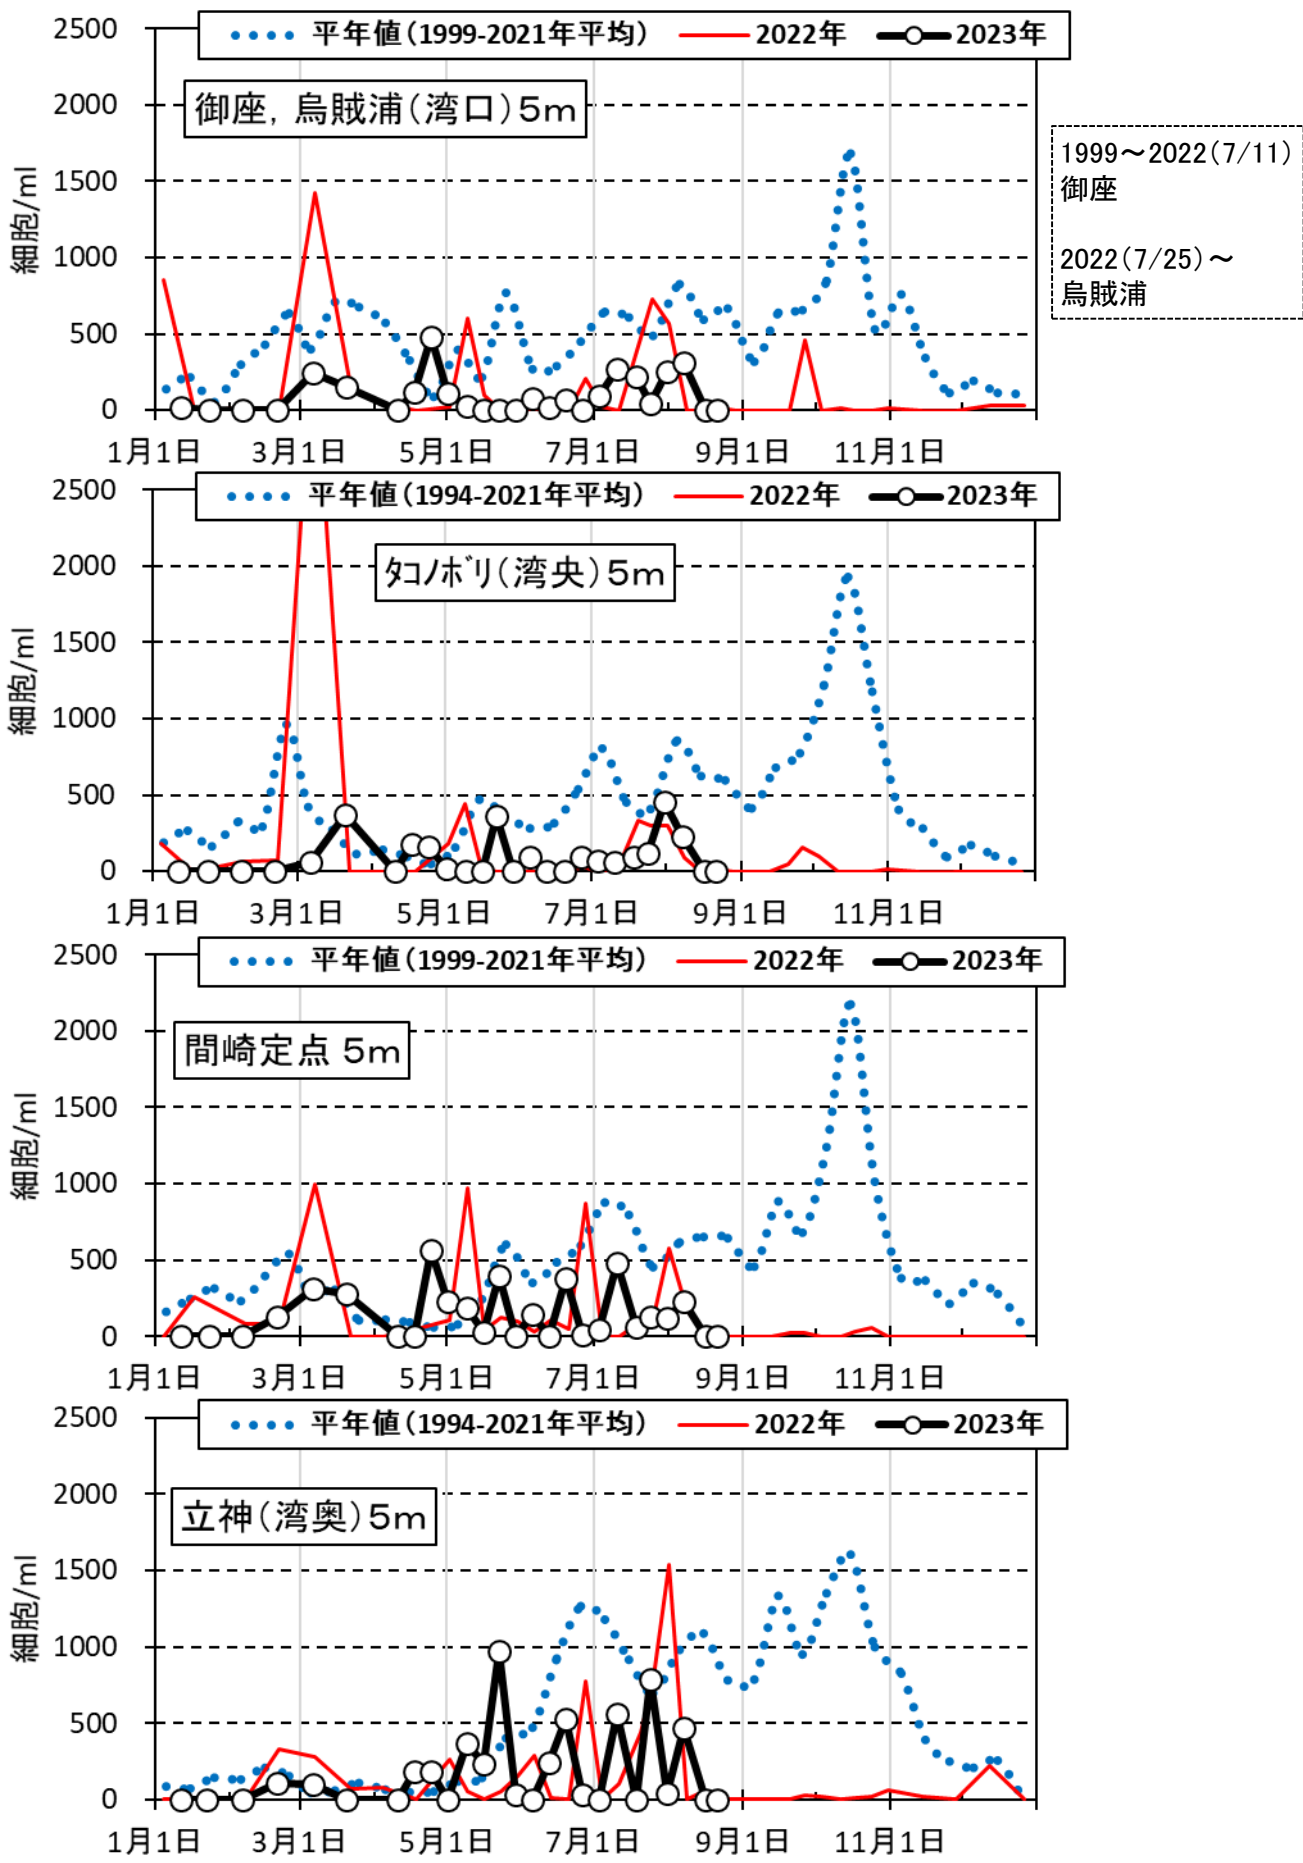 2500
平年値(1999-2021年平均) 2022年 2023年
2000
御座, 烏賊浦(湾口)5m
1500
1000
500
0
細胞/ml
1月1日 3月1日 5月1日 7月1日 9月1日 11月1日
1999～2022(7/11)
御座
2022(7/25)～
烏賊浦
2500
平年値(1994-2021年平均) 2022年 2023年
2000
ﾀｺﾉﾎﾞﾘ(湾央)5m
1500
1000
500
0
細胞/ml
1月1日 3月1日 5月1日 7月1日 9月1日 11月1日
2500
平年値(1999-2021年平均) 2022年 2023年
2000
間崎定点 5m
1500
1000
500
0
細胞/ml
1月1日 3月1日 5月1日 7月1日 9月1日 11月1日
2500
平年値(1994-2021年平均) 2022年 2023年
2000
立神(湾奥)5m
1500
1000
500
0
細胞/ml
1月1日 3月1日 5月1日 7月1日 9月1日 11月1日